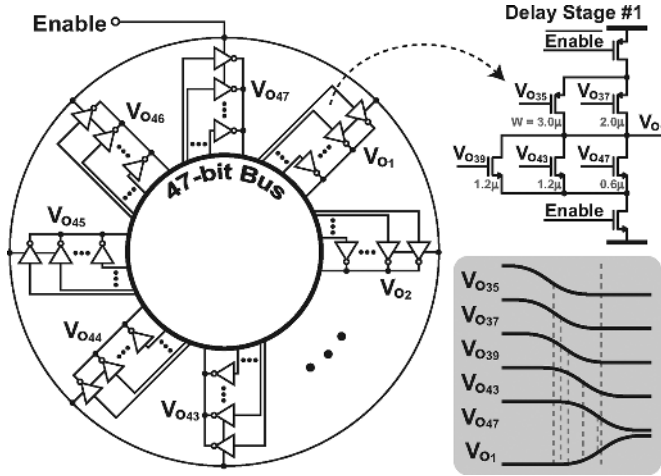 Enable
Delay Stage #1
Enable
VO47
VO46
VO1
VO35
VO37
W = 3.0μ
2.0μ
VO
VO39
VO43
VO47
1.2μ
1.2μ
0.6μ
47-bit Bus
VO45
VO2
Enable
VO44
VO43
VO35
VO37
VO39
VO43
VO47
VO1